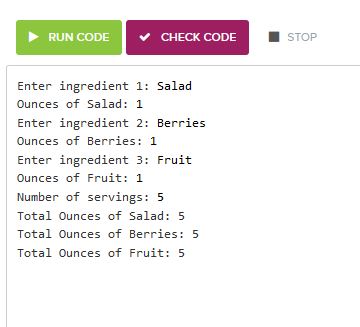 RUN CODE CHECK CODE STOP
Enter ingredient 1: Salad
Ounces of Salad: 1
Enter ingredient 2: Berries
Ounces of Berries: 1
Enter ingredient 3: Fruit
Ounces of Fruit: 1
Number of servings: 5
Total Ounces of Salad: 5
Total Ounces of Berries: 5
Total Ounces of Fruit: 5